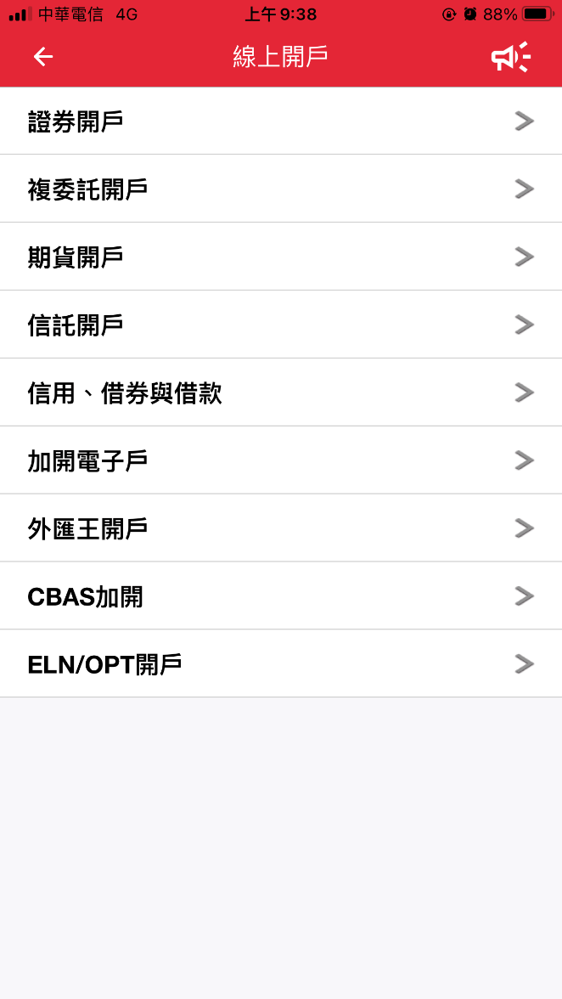 中華電信 4G 上午9:38 88%
線上開戶
證券開戶
複委託開戶
期貨開戶
信託開戶
信用、借券與借款
加開電子戶
外匯王開戶
CBAS加開
ELN/OPT開戶